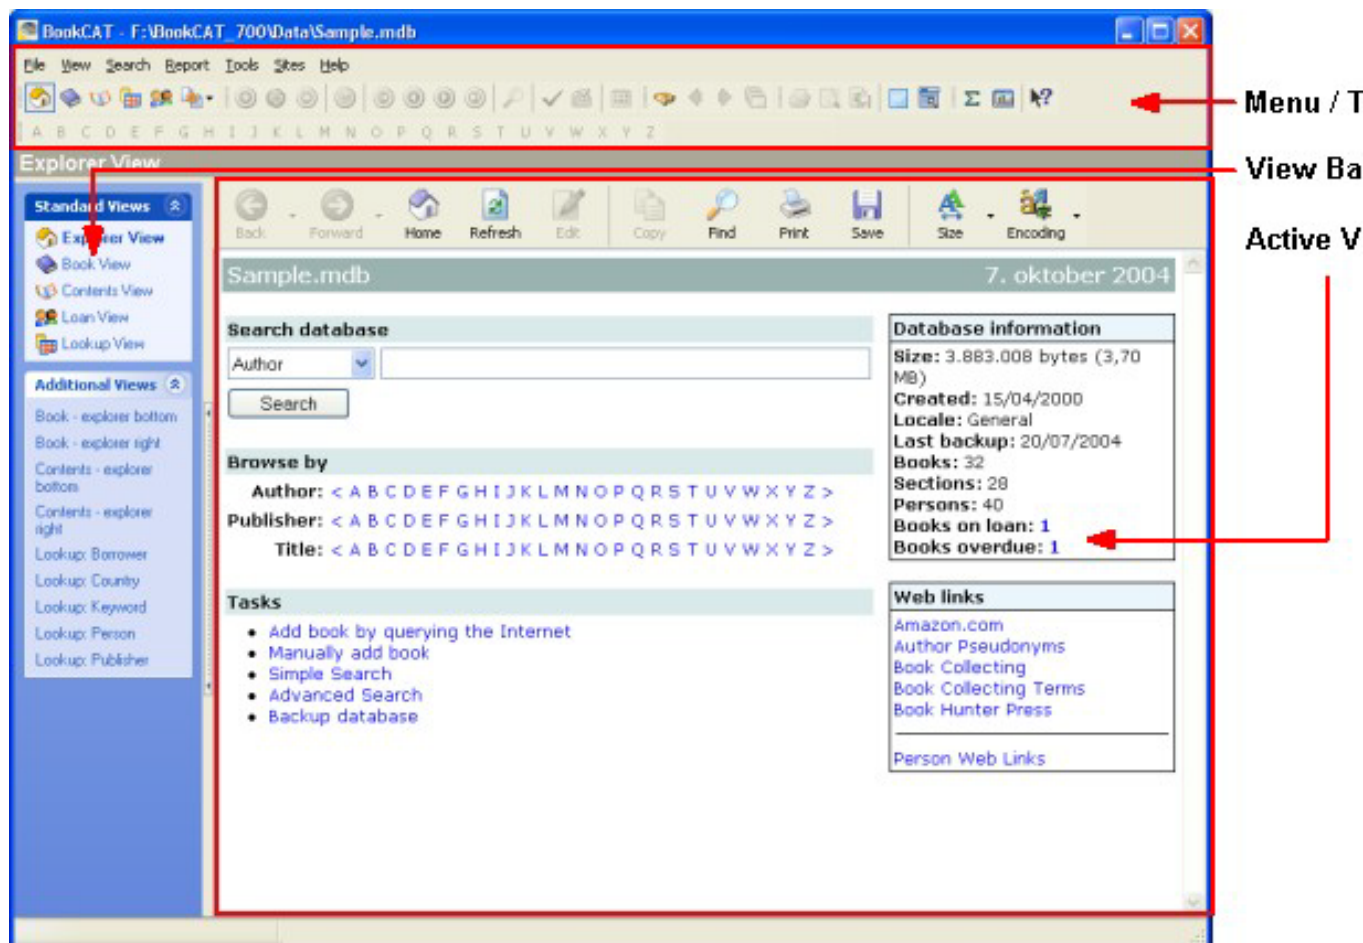 BookCAT - F:\BookCAT_700\Data\Sample.mdb
File View Search Report Tools Sites Help
A B C D E F G H I J K L M N O P Q R S T U V W X Y Z
Menu / T
Explorer View
View Ba
Active V
Standard Views
Explorer View
Book View
Contents View
Loan View
Lookup View
Additional Views
Book - explorer bottom
Book - explorer right
Contents - explorer
bottom
Contents - explorer
right
Lookup: Borrower
Lookup: Country
Lookup: Keyword
Lookup: Person
Lookup: Publisher
Back Forward Home Refresh Edit Copy Find Print Save Size Encoding
Sample.mdb 7. oktober 2004
Search database
Author
Search
Browse by
Author: < A B C D E F G H I J K L M N O P Q R S T U V W X Y Z >
Publisher: < A B C D E F G H I J K L M N O P Q R S T U V W X Y Z >
Title: < A B C D E F G H I J K L M N O P Q R S T U V W X Y Z >
Tasks
Add book by querying the Internet
Manually add book
Simple Search
Advanced Search
Backup database
Database information
Size: 3.883.008 bytes (3,70
MB)
Created: 15/04/2000
Locale: General
Last backup: 20/07/2004
Books: 32
Sections: 28
Persons: 40
Books on loan: 1
Books overdue: 1
Web links
Amazon.com
Author Pseudonyms
Book Collecting
Book Collecting Terms
Book Hunter Press
Person Web Links